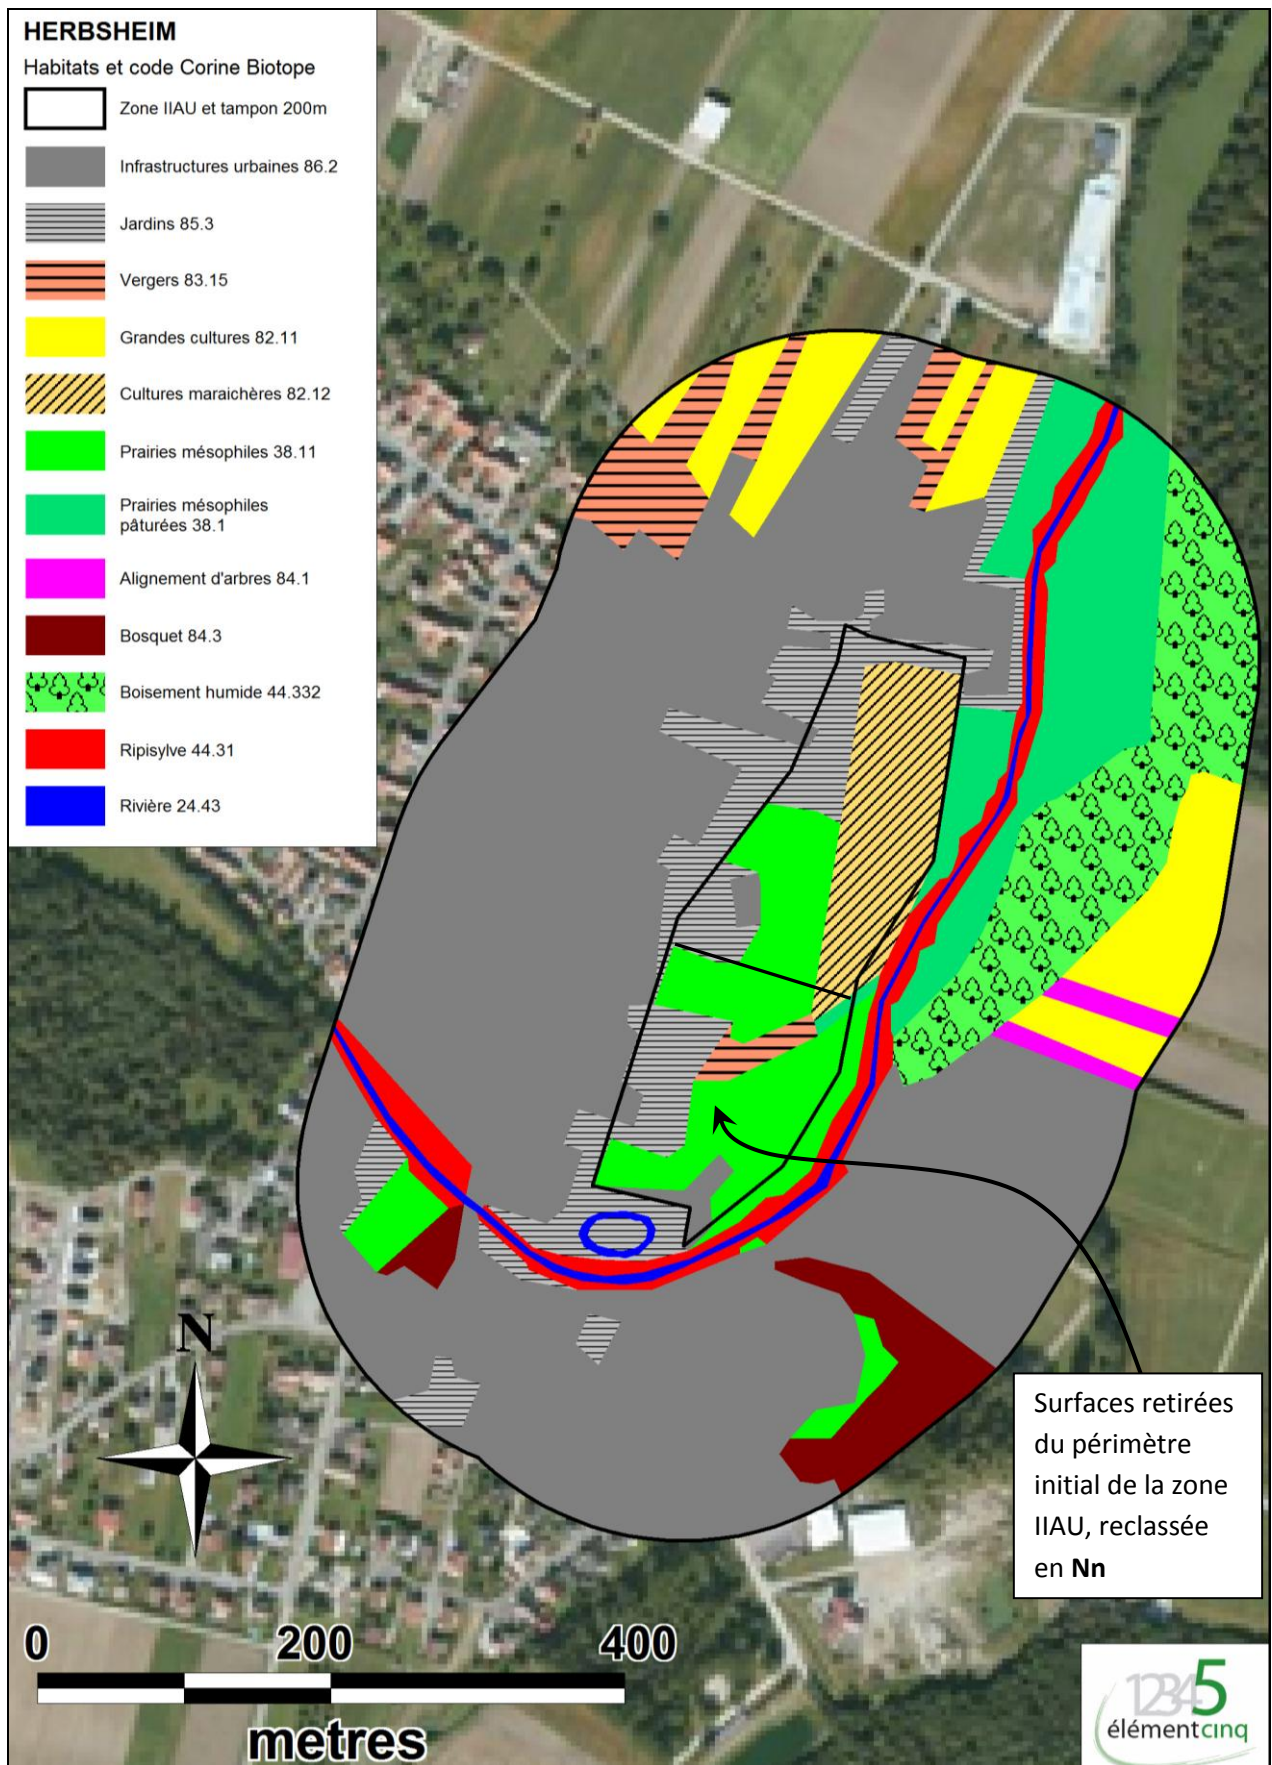 HERBSHEIM
Habitats et code Corine Biotope
Zone IIAU et tampon 200m
Infrastructures urbaines 86.2
Jardins 85.3
Vergers 83.15
Grandes cultures 82.11
Cultures maraichères 82.12
Prairies mésophiles 38.11
Prairies mésophiles
pâturées 38.1
Alignement d'arbres 84.1
Bosquet 84.3
Boisement humide 44.332
Ripisylve 44.31
Rivière 24.43
N
Surfaces retirées
du périmètre
initial de la zone
IIAU, reclassée
en Nn
0 200 400
metres
12345
élémentcinq